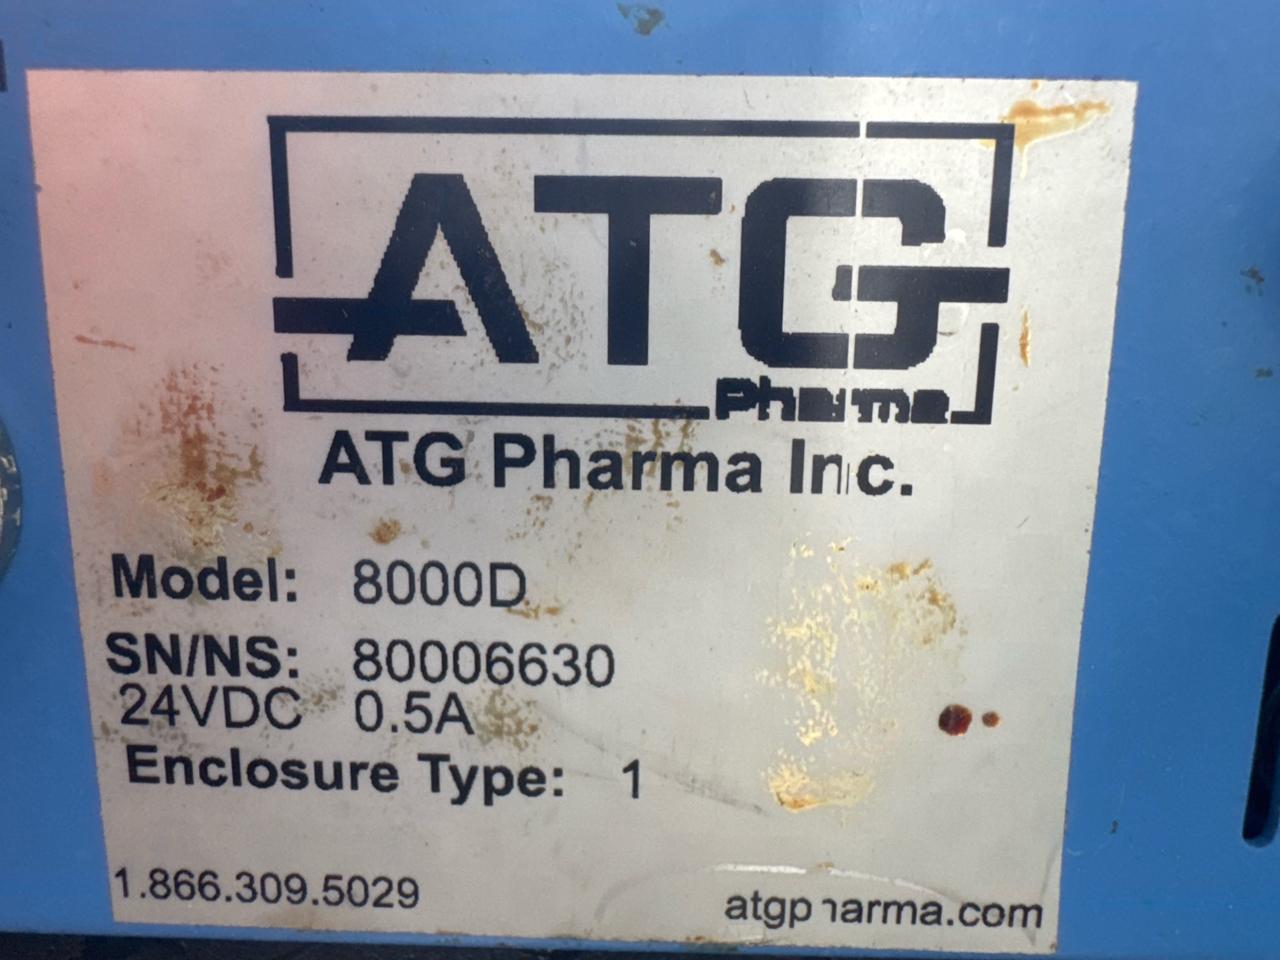 ATG
Pharma
ATG Pharma Inc.
Model: 8000D
SN/NS: 80006630
24VDC 0.5A
Enclosure Type: 1
1.866.309.5029
atgpharma.com